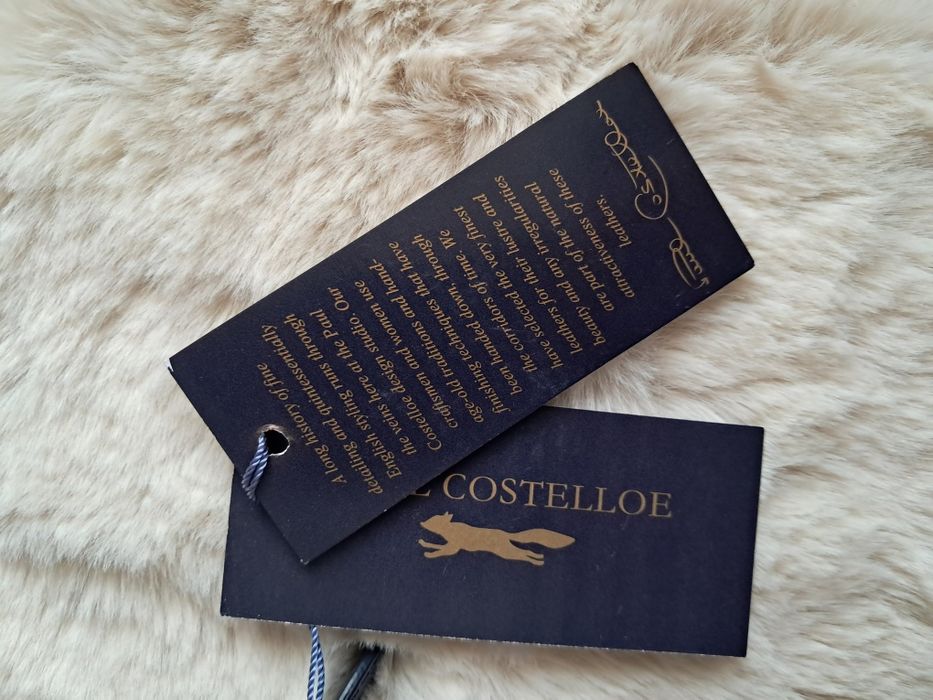 A long history of fine
detailing and quintessentially
English styling runs through
the veins here at the Paul
Costelloe design studio. Our
craftsmen and women use
age-old traditions and hand-
finishing techniques that have
been handed down, through
the corridors of time. We
have selected the very finest
leathers for their lustre and
beauty and any irregularities
are part of the natural
attractiveness of these
leathers.
Paul Costelloe
L COSTELLOE